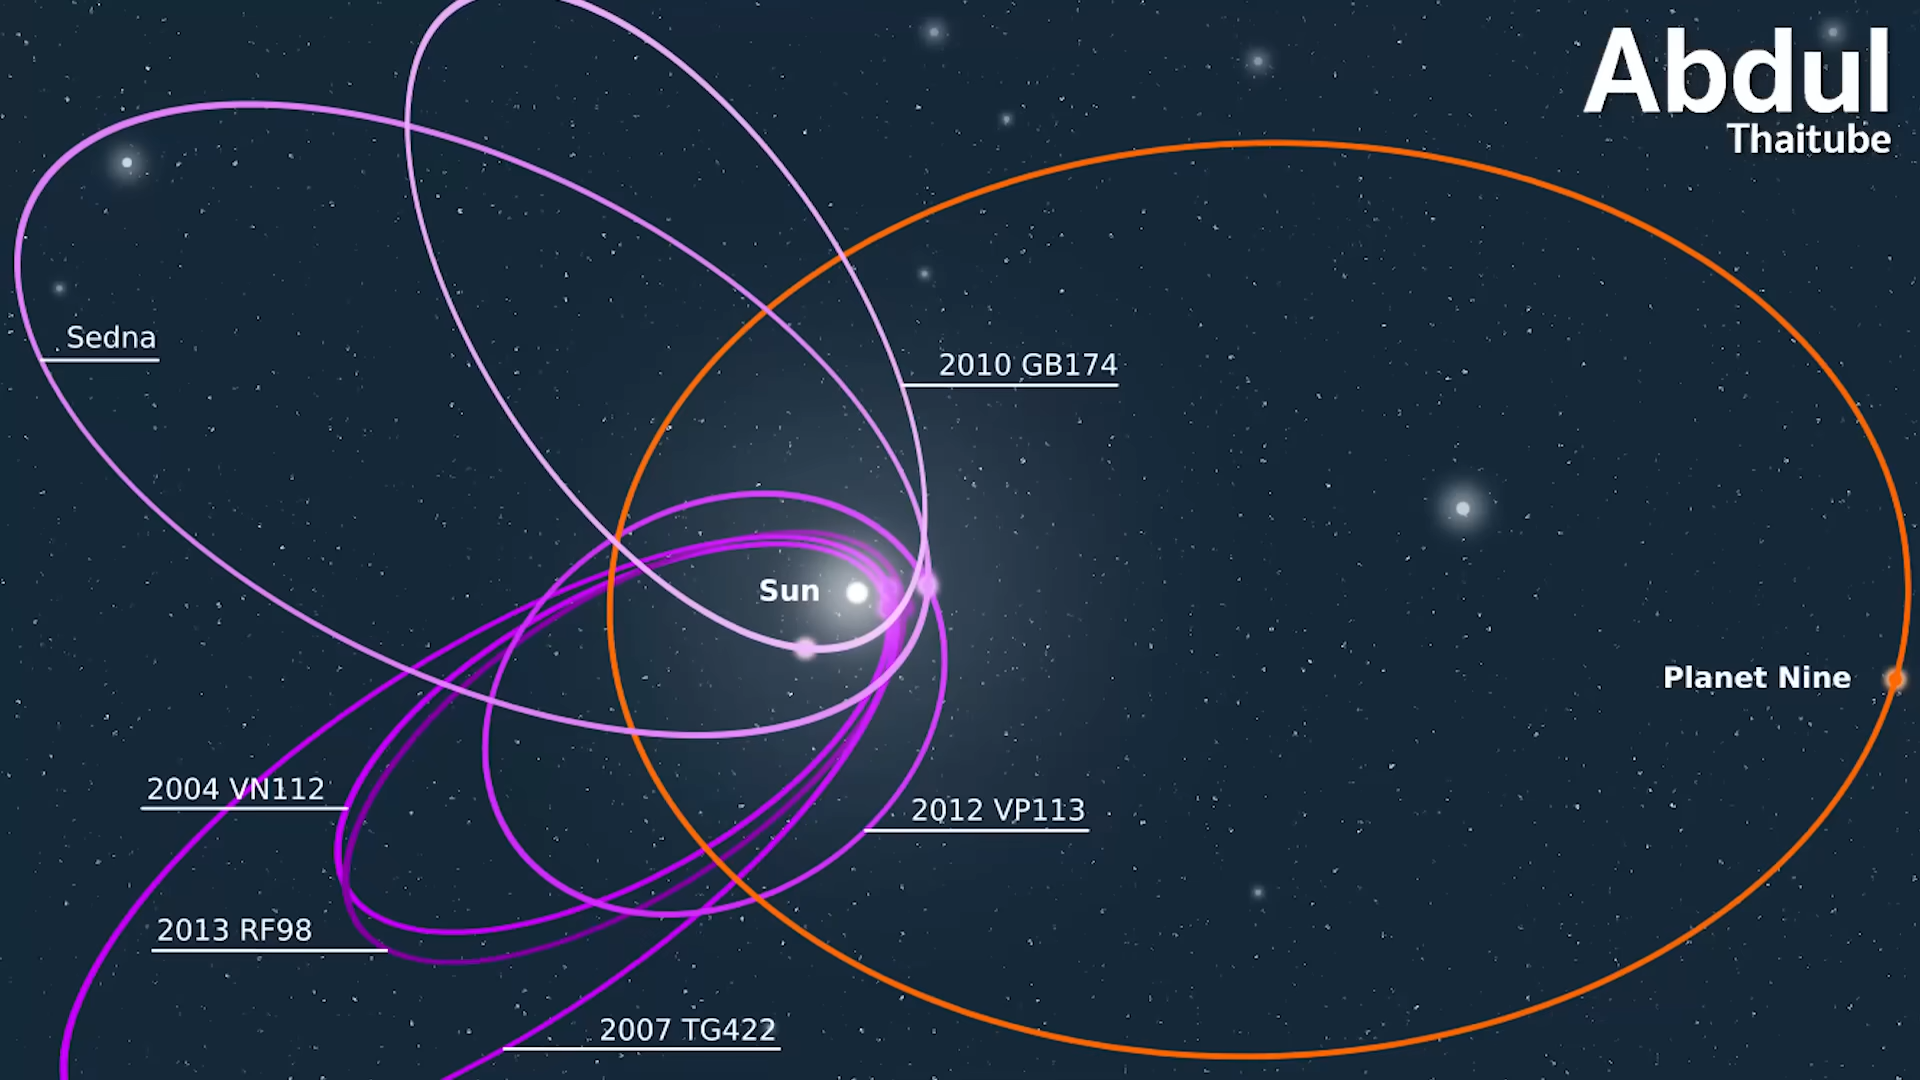 Abdul
Thaitube
Sedna
2010 GB174
Sun
Planet Nine
2004 VN112
2012 VP113
2013 RF98
2007 TG422